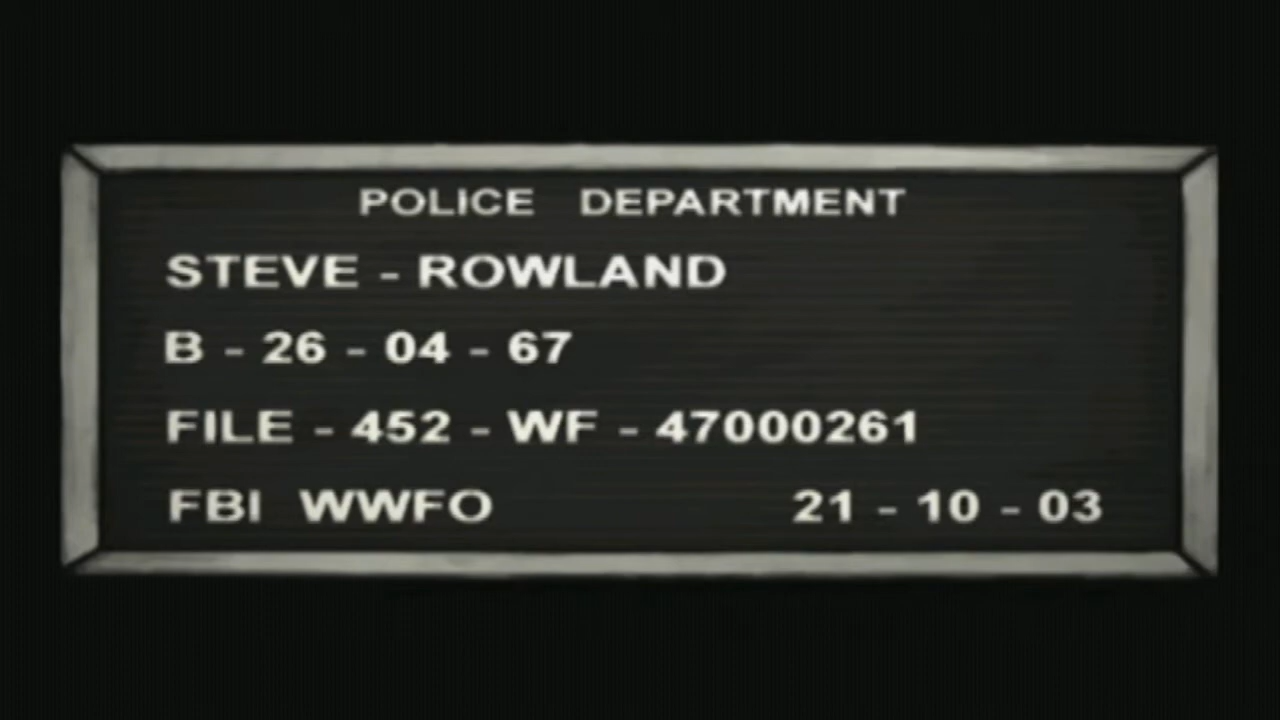 POLICE DEPARTMENT
STEVE - ROWLAND
B - 26 - 04 - 67
FILE - 452 - WF - 47000261
FBI WWFO 21 - 10 - 03